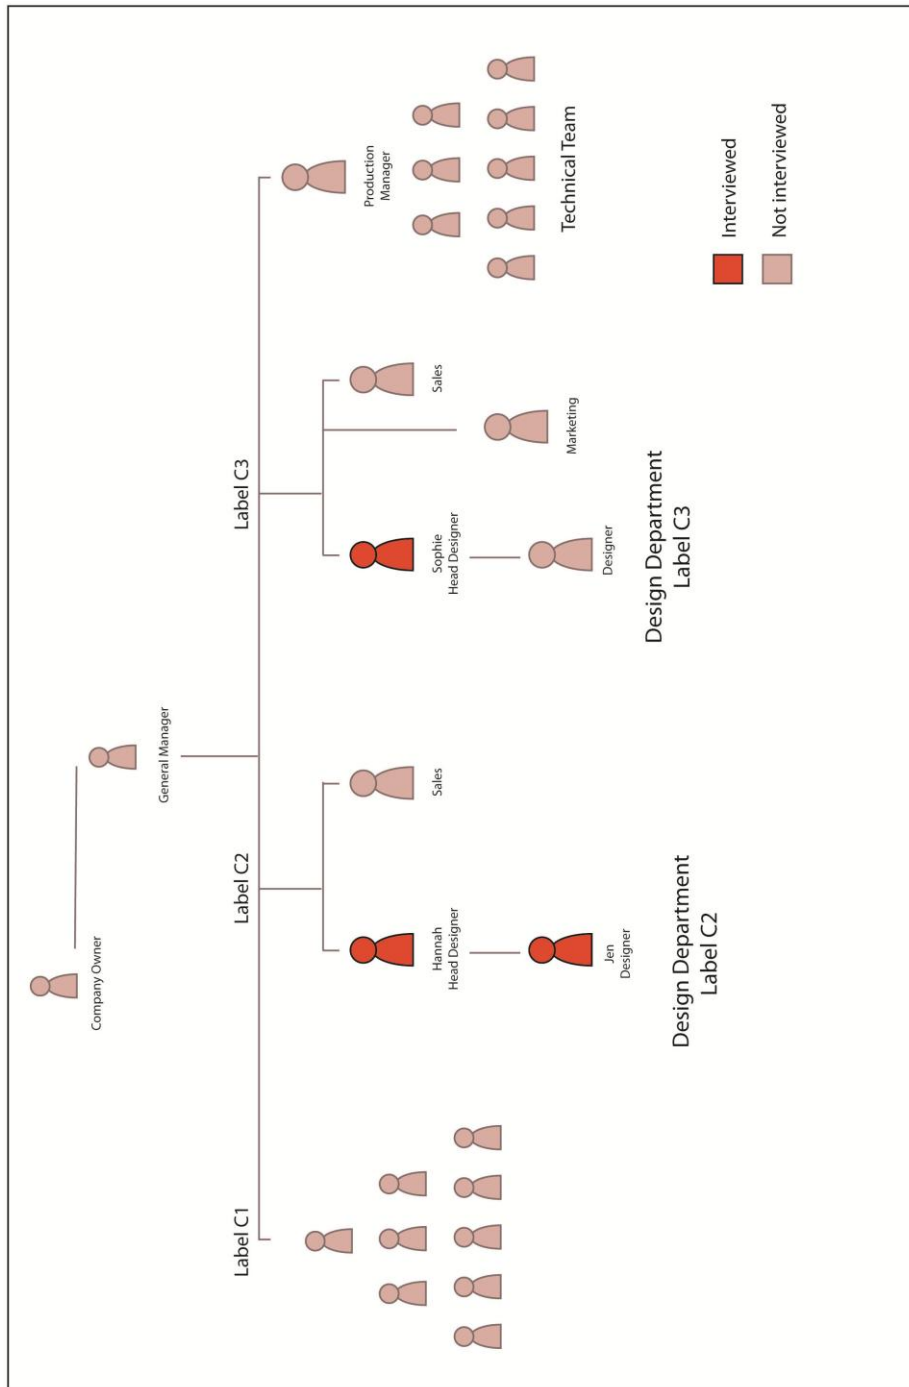 Company Owner
General Manager
Label C1
Label C2
Label C3
Production
Manager
Hannah
Head Designer
Sales
Sophie
Head Designer
Sales
Jen
Designer
Designer
Marketing
Technical Team
Design Department
Label C2
Design Department
Label C3
Interviewed
Not interviewed